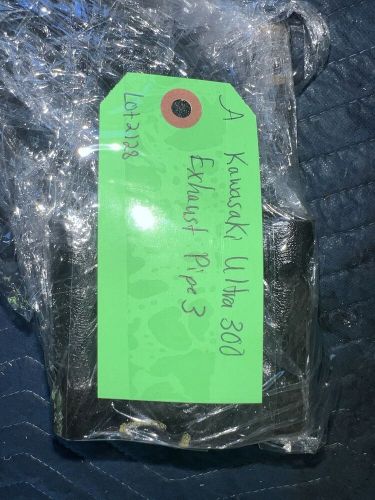 A Kawasaki Ultra 300
Exhaust Pipe 3
Lot 2128